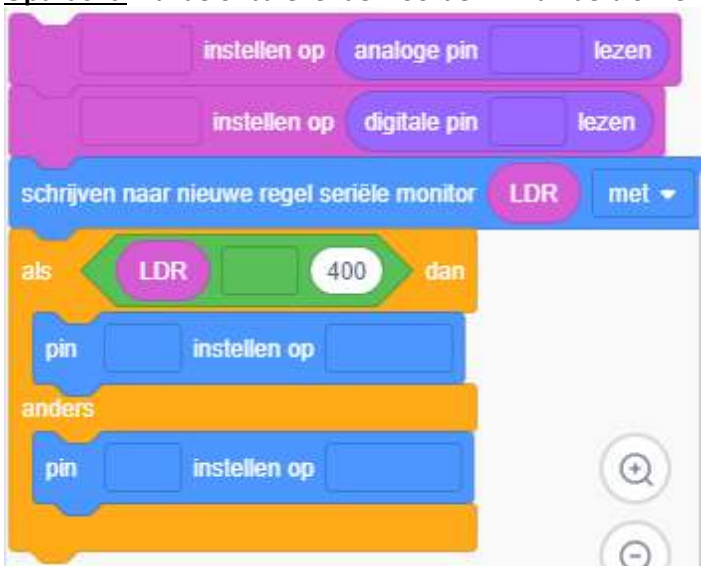 instellen op analoge pin lezen
instellen op digitale pin lezen
schrijven naar nieuwe regel seriële monitor LDR met
als LDR 400 dan
pin instellen op
anders
pin instellen op